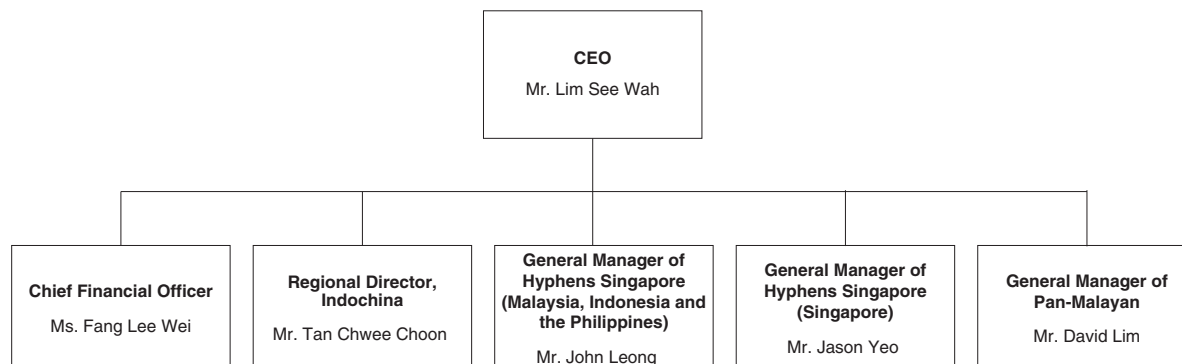 CEO
Mr. Lim See Wah
Chief Financial Officer
Ms. Fang Lee Wei
Regional Director,
Indochina
Mr. Tan Chwee Choon
General Manager of
Hyphens Singapore
(Malaysia, Indonesia and
the Philippines)
Mr. John Leong
General Manager of
Hyphens Singapore
(Singapore)
Mr. Jason Yeo
General Manager of
Pan-Malayan
Mr. David Lim